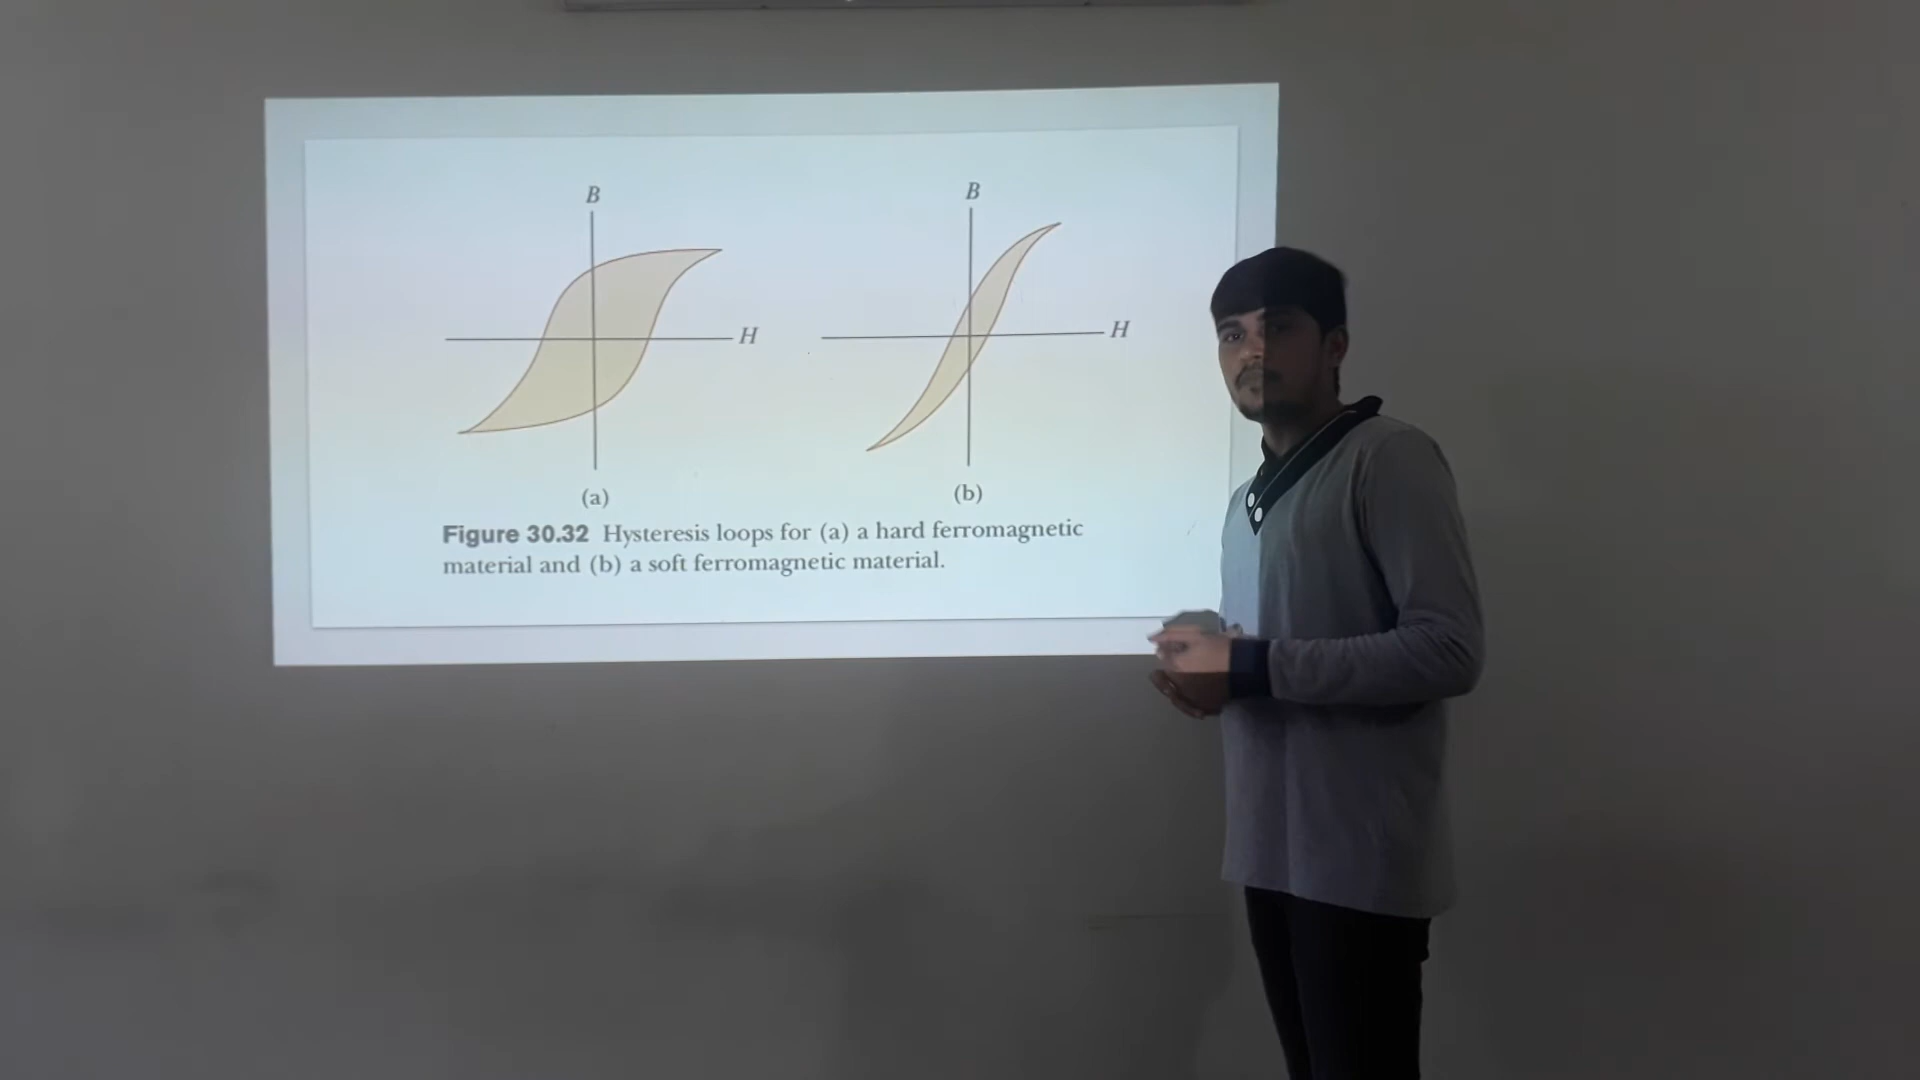 B
H
(a)
B
H
(b)
Figure 30.32 Hysteresis loops for (a) a hard ferromagnetic
material and (b) a soft ferromagnetic material.